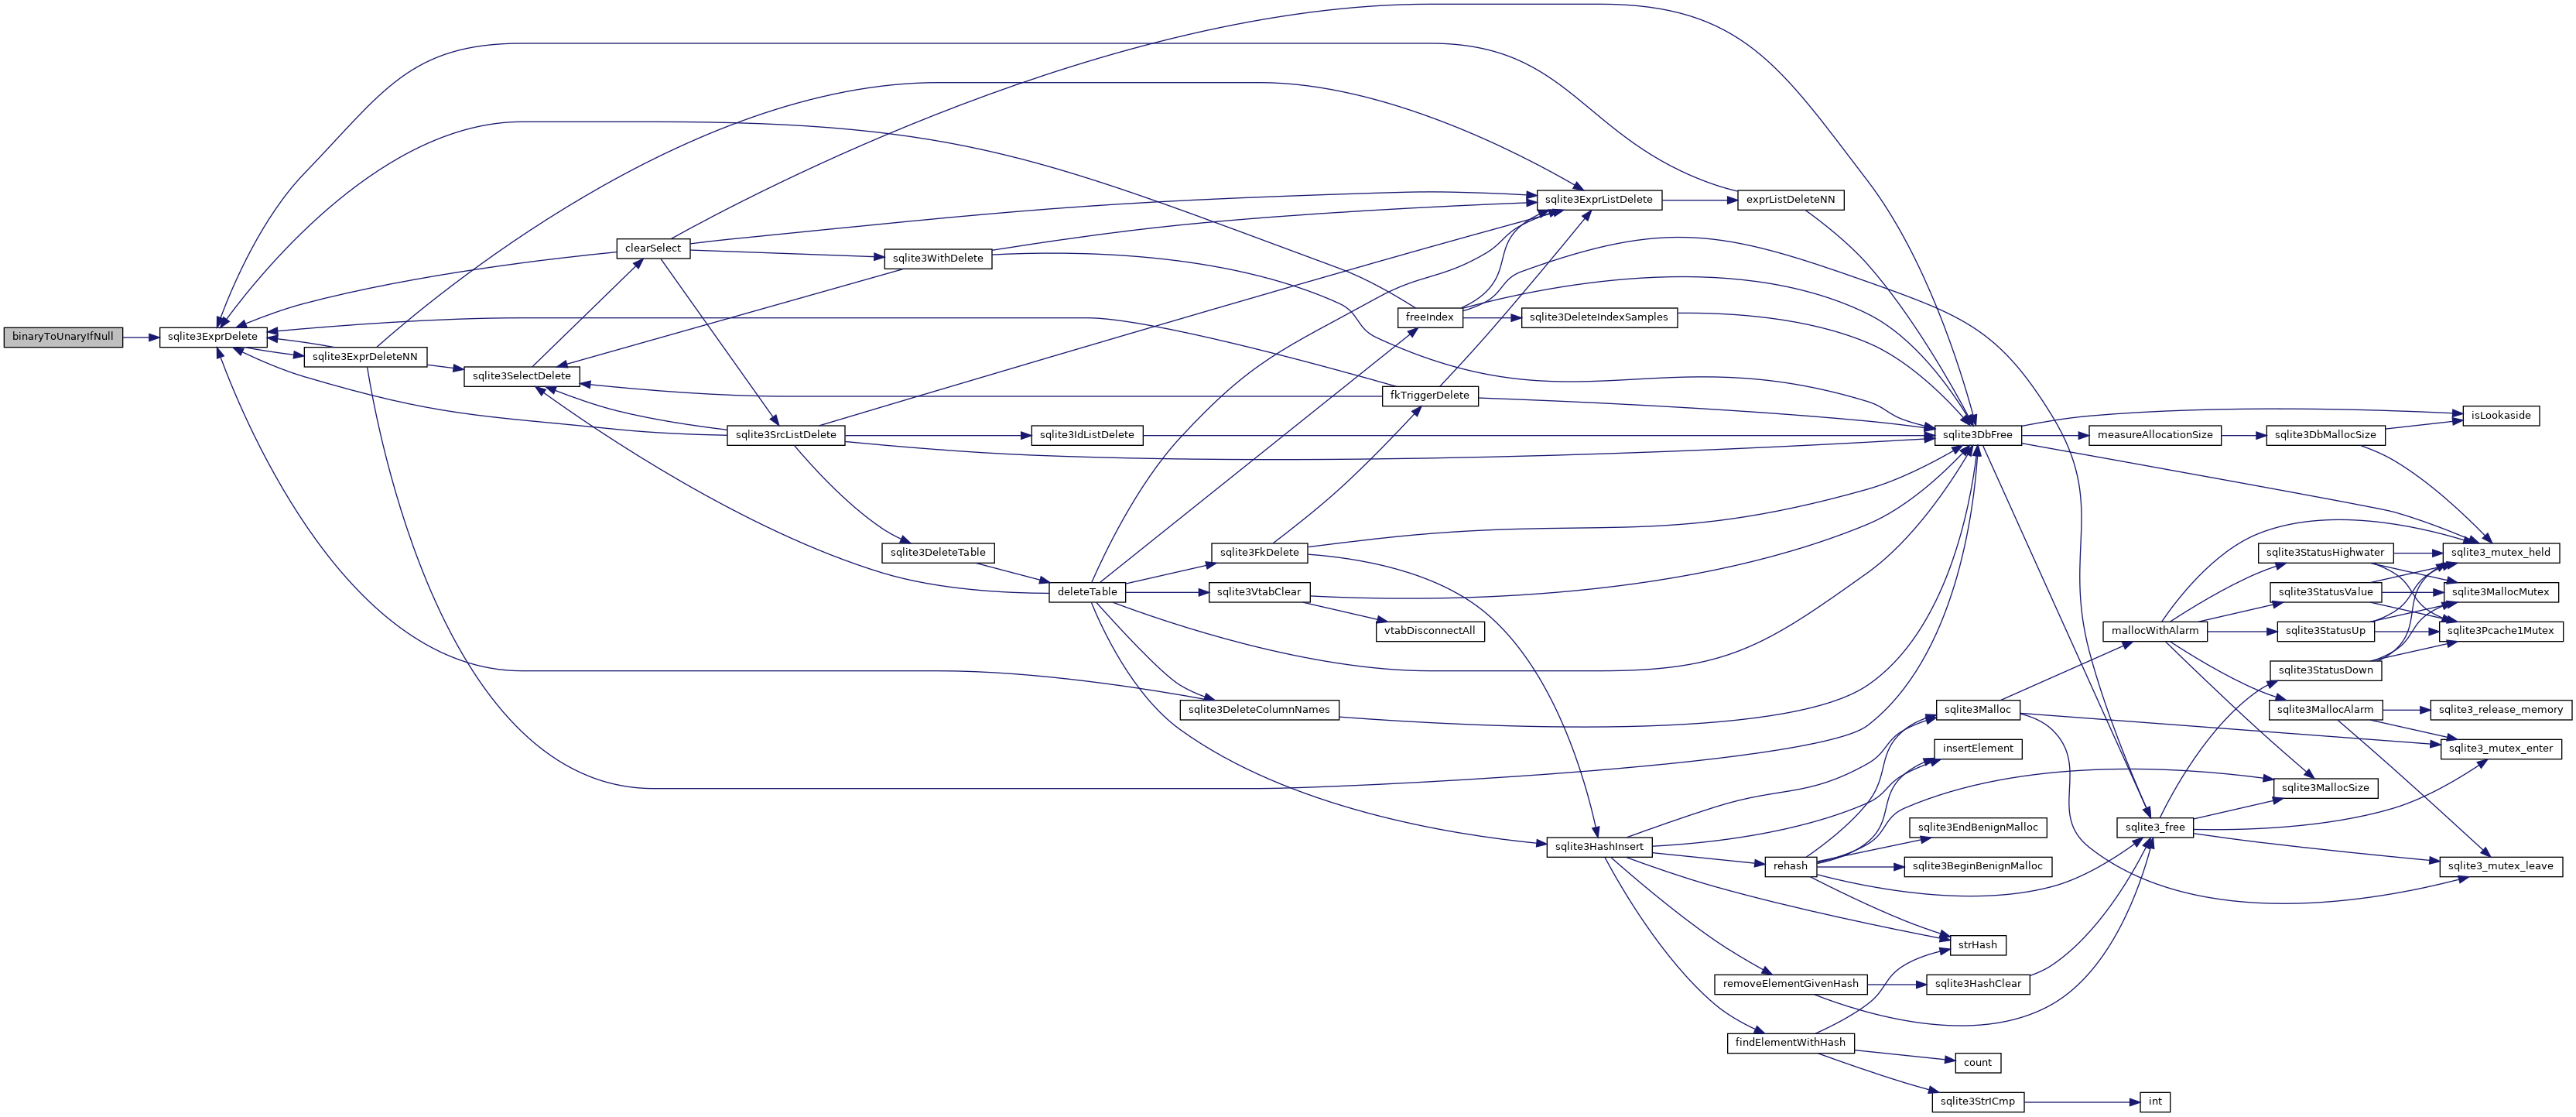 binaryToUnaryIfNull
sqlite3ExprDelete
sqlite3ExprDeleteNN
sqlite3SelectDelete
clearSelect
sqlite3SrcListDelete
sqlite3WithDelete
sqlite3DeleteTable
sqlite3IdListDelete
deleteTable
sqlite3FkDelete
sqlite3VtabClear
sqlite3DeleteColumnNames
freeIndex
fkTriggerDelete
vtabDisconnectAll
sqlite3ExprListDelete
sqlite3DeleteIndexSamples
sqlite3HashInsert
exprListDeleteNN
rehash
removeElementGivenHash
findElementWithHash
sqlite3DbFree
sqlite3Malloc
insertElement
sqlite3EndBenignMalloc
sqlite3BeginBenignMalloc
strHash
sqlite3HashClear
count
sqlite3StrICmp
measureAllocationSize
mallocWithAlarm
sqlite3_free
int
sqlite3DbMallocSize
sqlite3StatusHighwater
sqlite3StatusValue
sqlite3StatusUp
sqlite3StatusDown
sqlite3MallocAlarm
sqlite3MallocSize
isLookaside
sqlite3_mutex_held
sqlite3MallocMutex
sqlite3Pcache1Mutex
sqlite3_release_memory
sqlite3_mutex_enter
sqlite3_mutex_leave